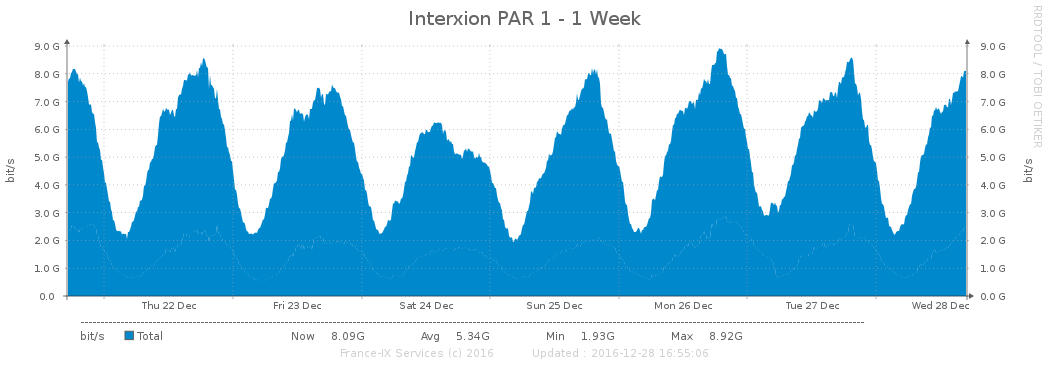 Interxion PAR 1 - 1 Week
RRDTOOL / TOBI OETIKER
bit/s
9.0 G
8.0 G
7.0 G
6.0 G
5.0 G
4.0 G
3.0 G
2.0 G
1.0 G
0.0
9.0 G
8.0 G
7.0 G
6.0 G
5.0 G
4.0 G
3.0 G
2.0 G
1.0 G
0.0 G
bit/s
Thu 22 Dec Fri 23 Dec Sat 24 Dec Sun 25 Dec Mon 26 Dec Tue 27 Dec Wed 28 Dec
bit/s Total Now 8.09G Avg 5.34G Min 1.93G Max 8.92G
France-IX Services (c) 2016 Updated : 2016-12-28 16:55:06